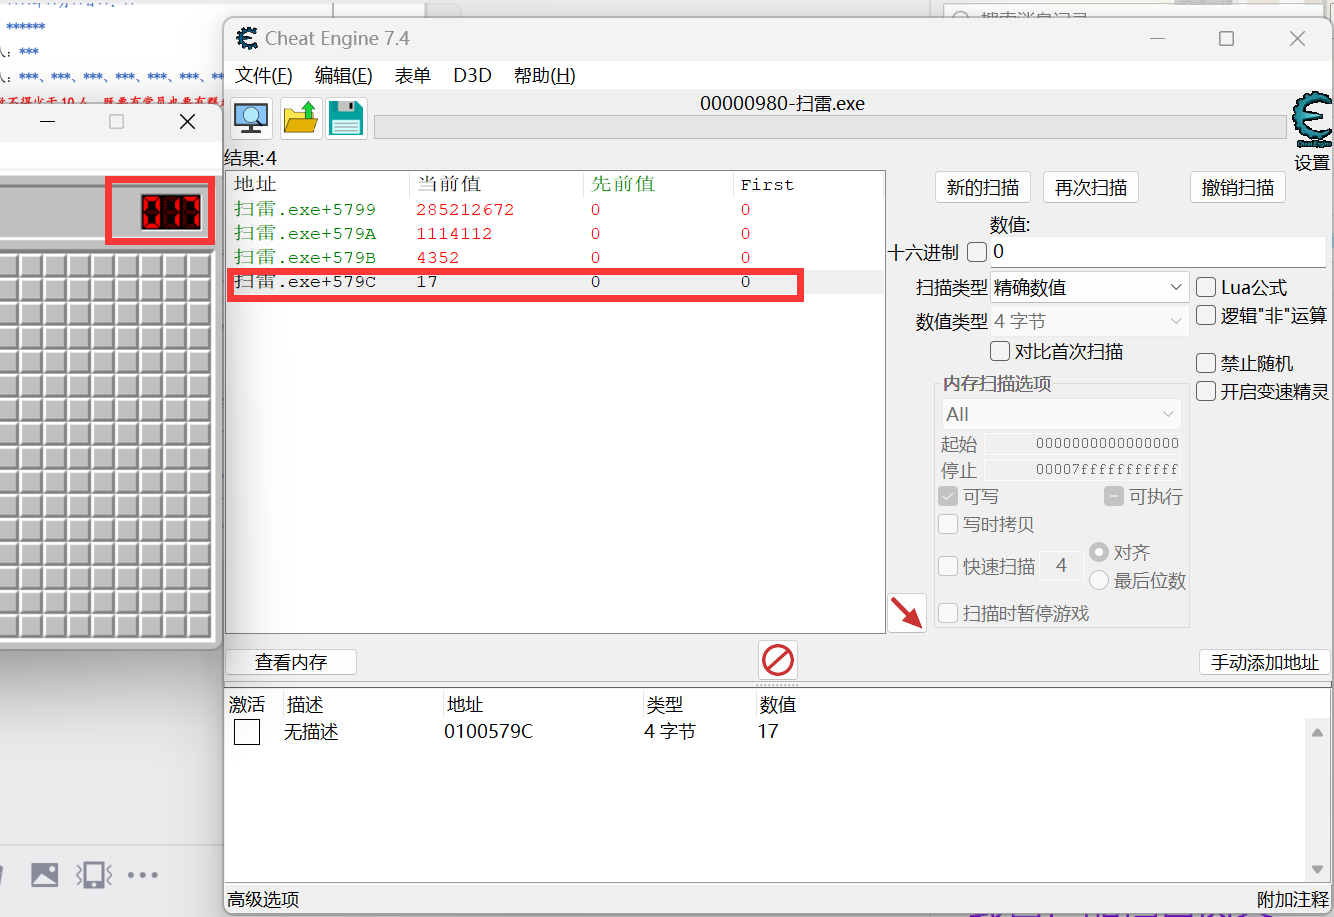 ******
人：***
人：***、***、***、***、***、***、**
Cheat Engine 7.4
文件(F) 编辑(E) 表单 D3D 帮助(H)
00000980-扫雷.exe
Cheat Engine
设置
结果:4
地址 当前值 先前值 First
扫雷.exe+5799 285212672 0 0
扫雷.exe+579A 1114112 0 0
扫雷.exe+579B 4352 0 0
扫雷.exe+579C 17 0 0
017
新的扫描 再次扫描 撤销扫描
数值:
十六进制 0
扫描类型 精确数值 Lua公式
数值类型 4 字节 逻辑"非"运算
对比首次扫描
禁止随机
内存扫描选项
开启变速精灵
All
起始 0000000000000000
停止 00007fffffffffff
可写 可执行
写时拷贝
快速扫描 4 对齐
最后位数
扫描时暂停游戏
查看内存 手动添加地址
激活 描述 地址 类型 数值
无描述 0100579C 4 字节 17
高级选项 附加注释